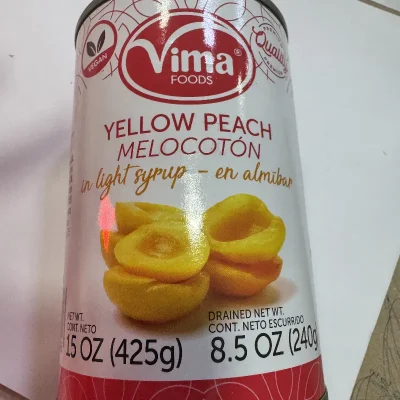 VEGAN
Vima
FOODS
Quality
YELLOW PEACH
MELOCOTÓN
in light syrup - en almíbar
NET WT.
CONT. NETO
15 OZ (425g)
DRAINED NET WT.
CONT. NETO ESCURRIDO
8.5 OZ (240g